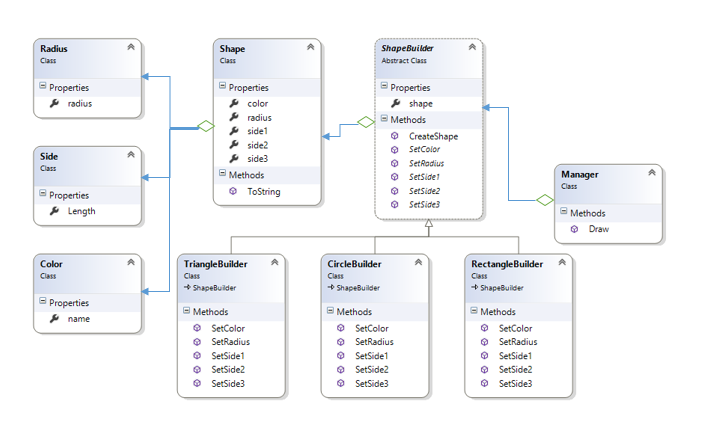 Radius
Class
Properties
radius
Side
Class
Properties
Length
Color
Class
Properties
name
Shape
Class
Properties
color
radius
side1
side2
side3
Methods
ToString
ShapeBuilder
Abstract Class
Properties
shape
Methods
CreateShape
SetColor
SetRadius
SetSide1
SetSide2
SetSide3
Manager
Class
Methods
Draw
TriangleBuilder
Class
ShapeBuilder
Methods
SetColor
SetRadius
SetSide1
SetSide2
SetSide3
CircleBuilder
Class
ShapeBuilder
Methods
SetColor
SetRadius
SetSide1
SetSide2
SetSide3
RectangleBuilder
Class
ShapeBuilder
Methods
SetColor
SetRadius
SetSide1
SetSide2
SetSide3